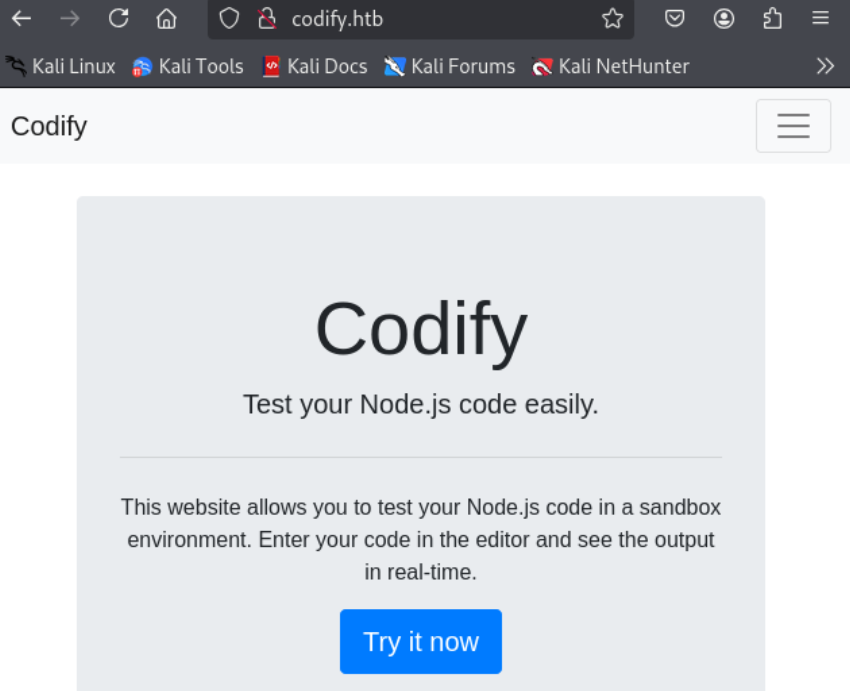 codify.htb
Kali Linux Kali Tools Kali Docs Kali Forums Kali NetHunter
Codify
Codify
Test your Node.js code easily.
This website allows you to test your Node.js code in a sandbox
environment. Enter your code in the editor and see the output
in real-time.
Try it now